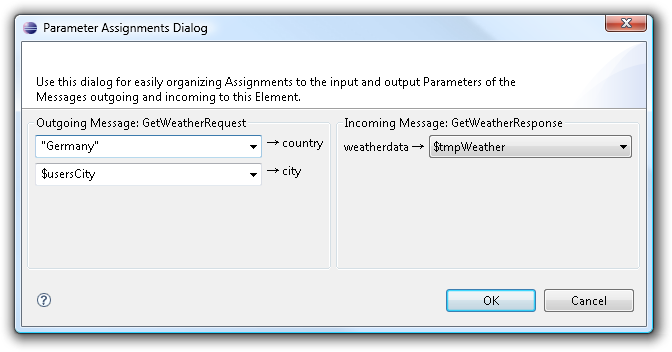 Parameter Assignments Dialog
Use this dialog for easily organizing Assignments to the input and output Parameters of the
Messages outgoing and incoming to this Element.
Outgoing Message: GetWeatherRequest
"Germany" → country
$usersCity → city
Incoming Message: GetWeatherResponse
weatherdata → $tmpWeather
?
OK
Cancel